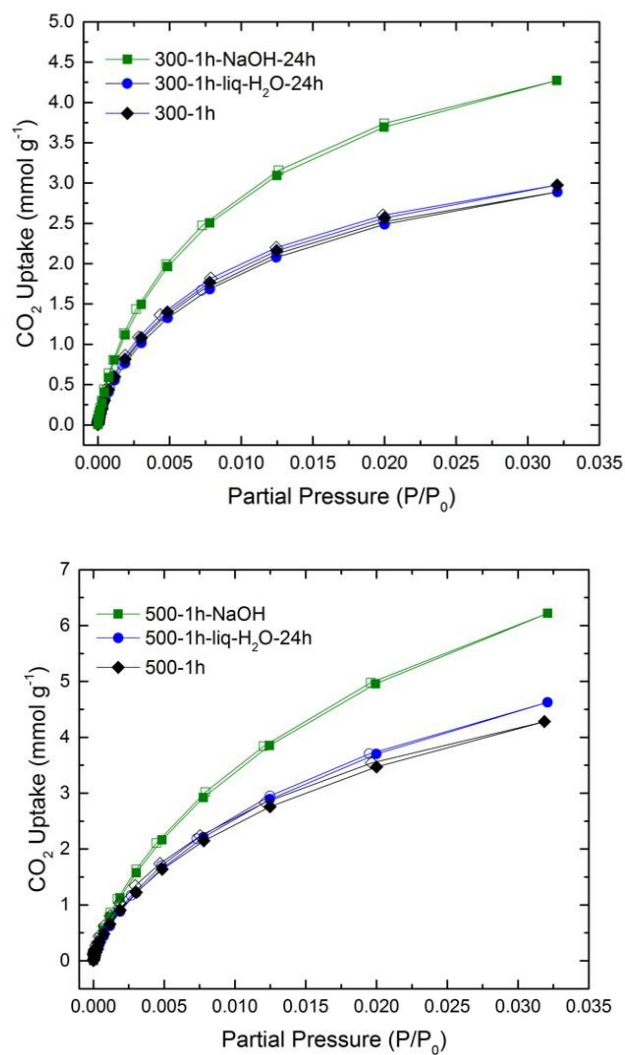 5.0
4.5
4.0
3.5
3.0
2.5
2.0
1.5
1.0
0.5
0.0
CO₂ Uptake (mmol g⁻¹)
300-1h-NaOH-24h
300-1h-liq-H₂O-24h
300-1h
0.000 0.005 0.010 0.015 0.020 0.025 0.030 0.035
Partial Pressure (P/P₀)
7
6
5
4
3
2
1
0
CO₂ Uptake (mmol g⁻¹)
500-1h-NaOH
500-1h-liq-H₂O-24h
500-1h
0.000 0.005 0.010 0.015 0.020 0.025 0.030 0.035
Partial Pressure (P/P₀)